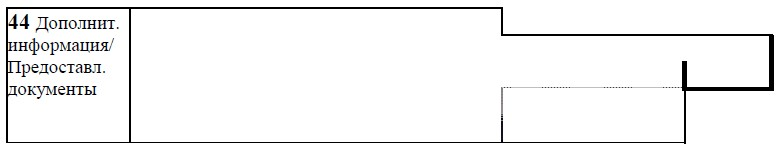 44 Дополнит.
информация/
Предоставл.
документы